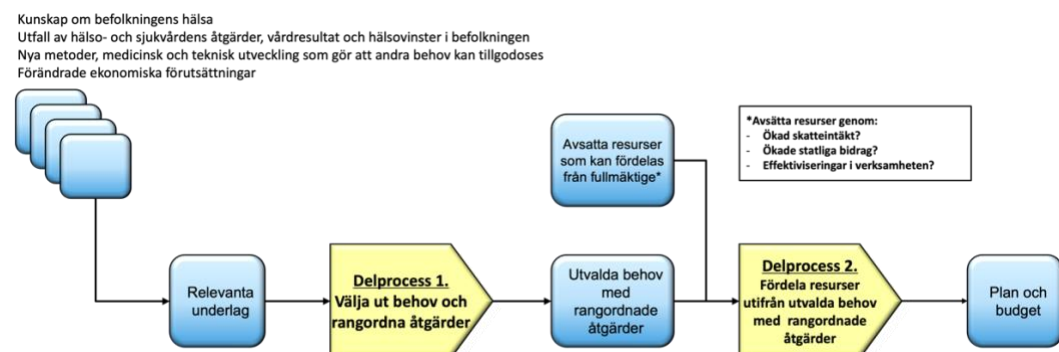 Kunskap om befolkningens hälsa
Utfall av hälso- och sjukvårdens åtgärder, vårdresultat och hälsovinster i befolkningen
Nya metoder, medicinsk och teknisk utveckling som gör att andra behov kan tillgodoses
Förändrade ekonomiska förutsättningar
Avsatta resurser
som kan fördelas
från fullmäktige*
*Avsätta resurser genom:
- Ökad skatteintäkt?
- Ökade statliga bidrag?
- Effektiviseringar i verksamheten?
Relevanta
underlag
Delprocess 1.
Välja ut behov och
rangordna åtgärder
Utvalda behov
med
rangordnade
åtgärder
Delprocess 2.
Fördela resurser
utifrån utvalda behov
med rangordnade
åtgärder
Plan och
budget